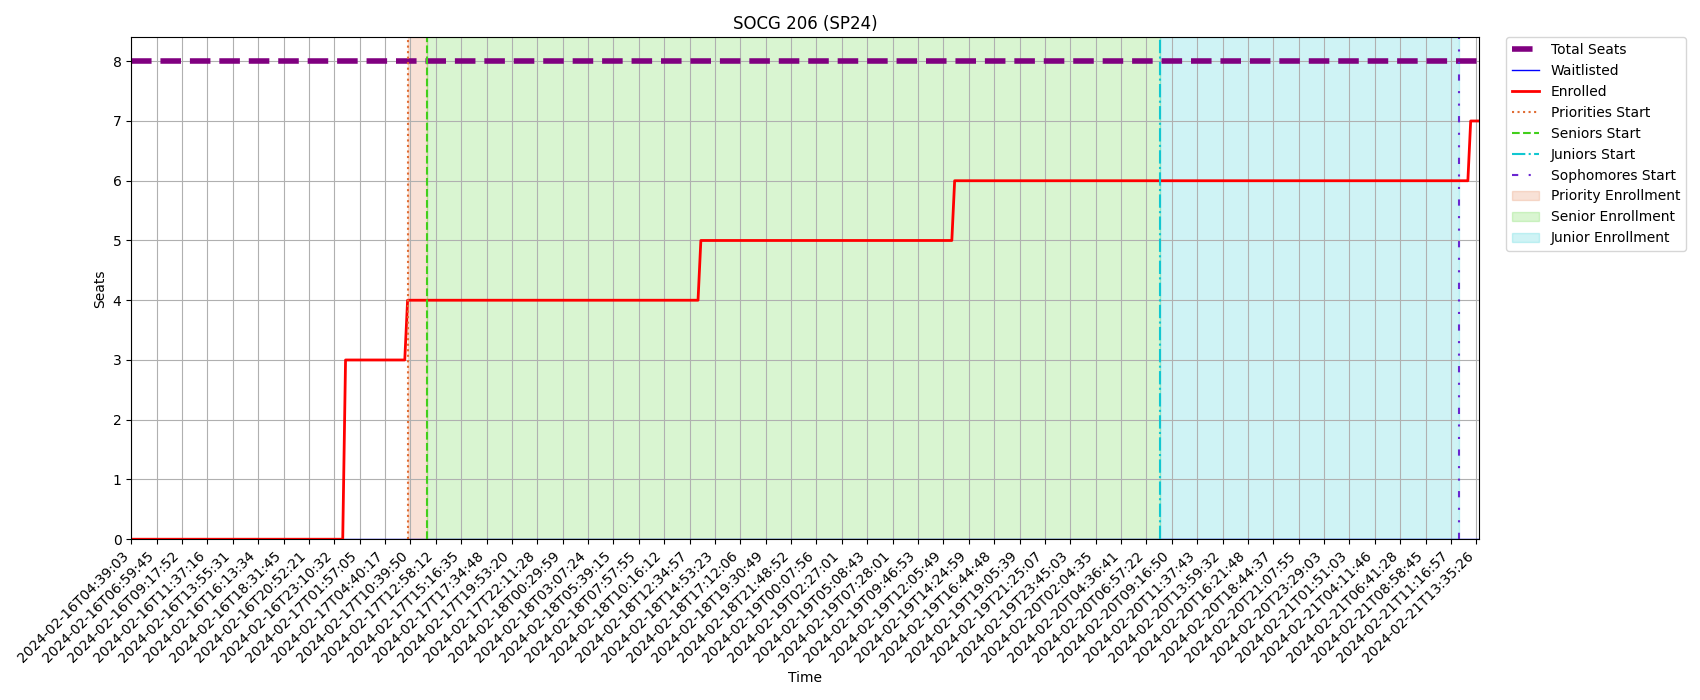 SOCG 206 (SP24)
Total Seats
Waitlisted
Enrolled
Priorities Start
Seniors Start
Juniors Start
Sophomores Start
Priority Enrollment
Senior Enrollment
Junior Enrollment
Seats
8
7
6
5
4
3
2
1
0
2024-02-16T04:39:03
2024-02-16T06:59:45
2024-02-16T09:17:52
2024-02-16T11:37:16
2024-02-16T13:55:31
2024-02-16T16:13:34
2024-02-16T18:31:45
2024-02-16T20:52:21
2024-02-16T23:10:32
2024-02-17T01:57:05
2024-02-17T04:40:17
2024-02-17T10:39:50
2024-02-17T12:58:12
2024-02-17T15:16:35
2024-02-17T17:34:48
2024-02-17T19:53:20
2024-02-17T22:11:28
2024-02-18T00:29:59
2024-02-18T03:07:24
2024-02-18T05:39:15
2024-02-18T07:57:55
2024-02-18T10:16:12
2024-02-18T12:34:57
2024-02-18T14:53:23
2024-02-18T17:12:06
2024-02-18T19:30:49
2024-02-18T21:48:52
2024-02-19T00:07:56
2024-02-19T02:27:01
2024-02-19T05:08:43
2024-02-19T07:28:01
2024-02-19T09:46:53
2024-02-19T12:05:49
2024-02-19T14:24:59
2024-02-19T16:44:48
2024-02-19T19:05:39
2024-02-19T21:25:07
2024-02-19T23:45:03
2024-02-20T02:04:35
2024-02-20T04:36:41
2024-02-20T06:57:22
2024-02-20T09:16:50
2024-02-20T11:37:43
2024-02-20T13:59:32
2024-02-20T16:21:48
2024-02-20T18:44:37
2024-02-20T21:07:55
2024-02-20T23:29:03
2024-02-21T01:51:03
2024-02-21T04:11:46
2024-02-21T06:41:28
2024-02-21T08:58:45
2024-02-21T11:16:57
2024-02-21T13:35:26
Time